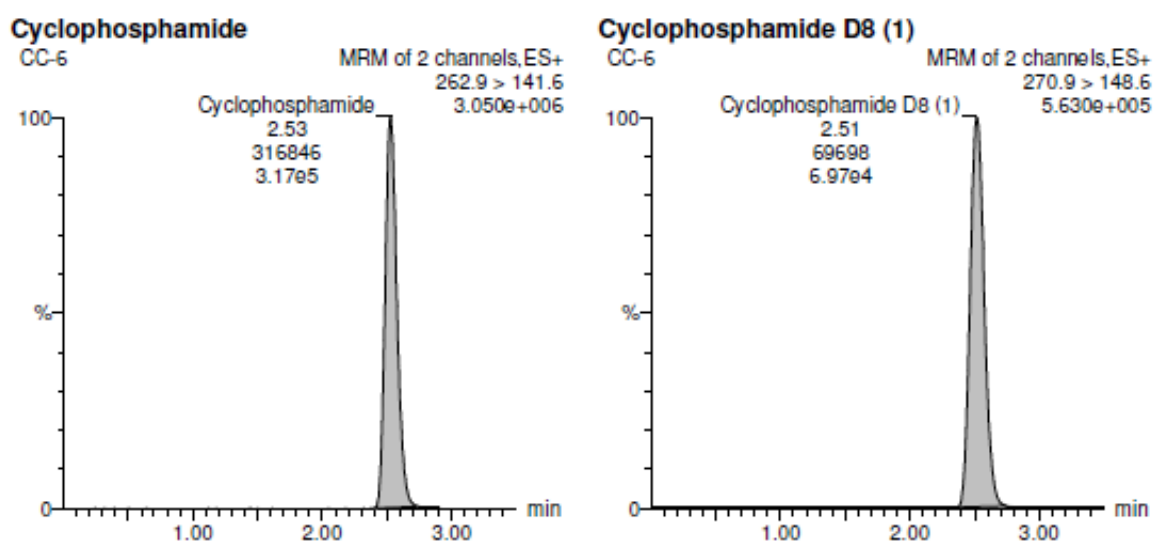 Cyclophosphamide
CC-6
MRM of 2 channels,ES+
262.9 > 141.6
3.050e+006
Cyclophosphamide
2.53
316846
3.17e5
100
%
0
1.00 2.00 3.00
min
Cyclophosphamide D8 (1)
CC-6
MRM of 2 channels,ES+
270.9 > 148.6
5.630e+005
Cyclophosphamide D8 (1)
2.51
69698
6.97e4
100
%
0
1.00 2.00 3.00
min